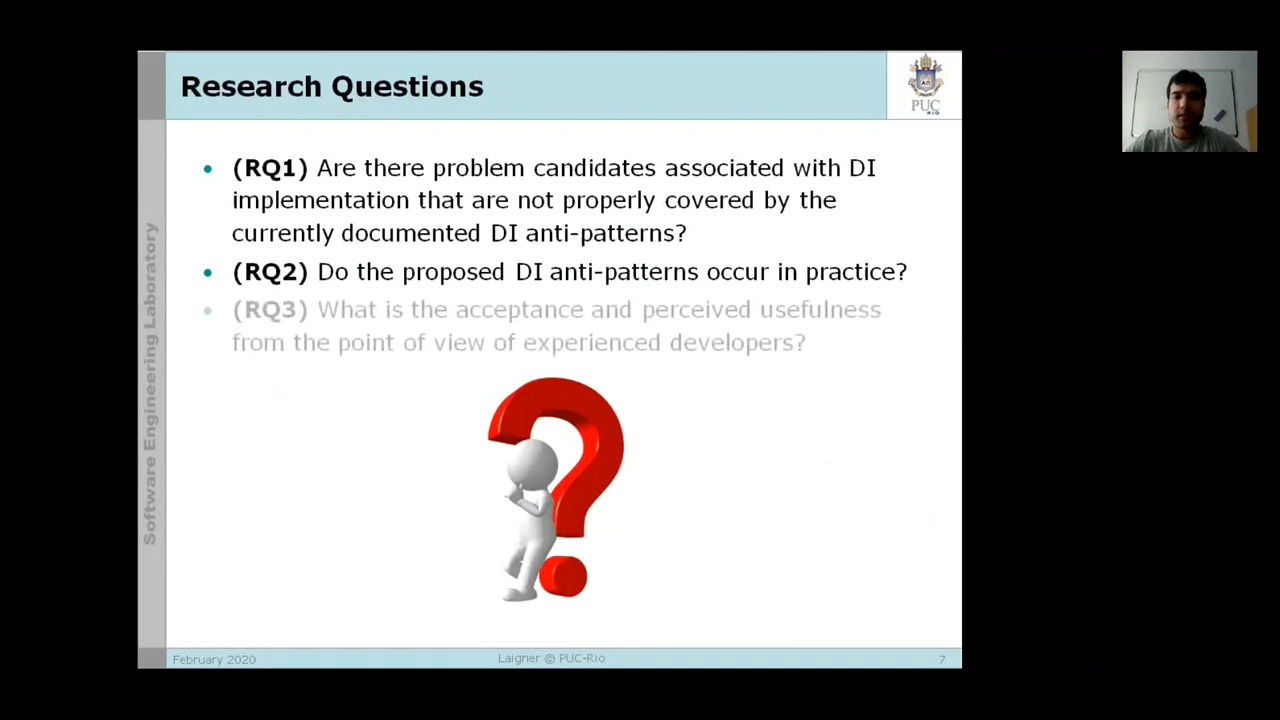 Research Questions
PUC
RIO
• (RQ1) Are there problem candidates associated with DI
implementation that are not properly covered by the
currently documented DI anti-patterns?
• (RQ2) Do the proposed DI anti-patterns occur in practice?
• (RQ3) What is the acceptance and perceived usefulness
from the point of view of experienced developers?
Software Engineering Laboratory
February 2020
Laigner © PUC-Rio
7